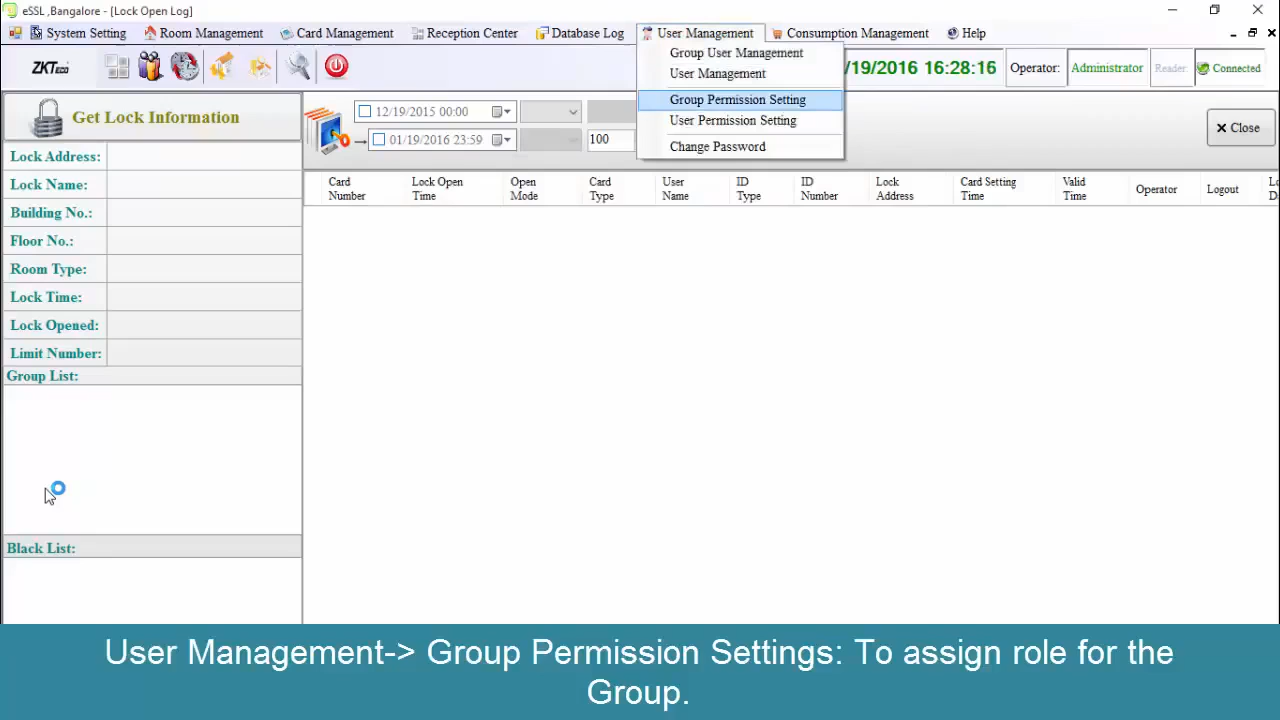 eSSL ,Bangalore - [Lock Open Log]
System Setting Room Management Card Management Reception Center Database Log User Management Consumption Management Help
Group User Management
User Management
Group Permission Setting
User Permission Setting
Change Password
ZKTeco
/19/2016 16:28:16 Operator: Administrator Reader: Connected
Get Lock Information
12/19/2015 00:00
01/19/2016 23:59 100
Close
Lock Address:
Lock Name:
Building No.:
Floor No.:
Room Type:
Lock Time:
Lock Opened:
Limit Number:
Group List:
Black List:
Card Number Lock Open Time Open Mode Card Type User Name ID Type ID Number Lock Address Card Setting Time Valid Time Operator Logout
User Management-> Group Permission Settings: To assign role for the
Group.